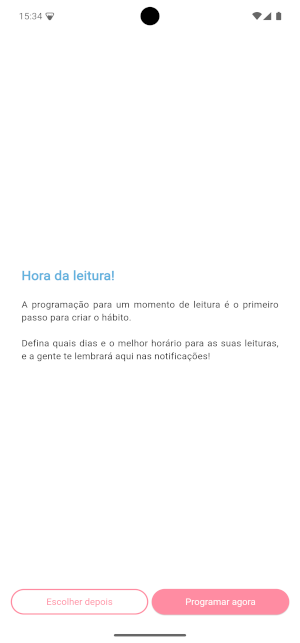 15:34
Hora da leitura!
A programação para um momento de leitura é o primeiro
passo para criar o hábito.
Defina quais dias e o melhor horário para as suas leituras,
e a gente te lembrará aqui nas notificações!
Escolher depois
Programar agora